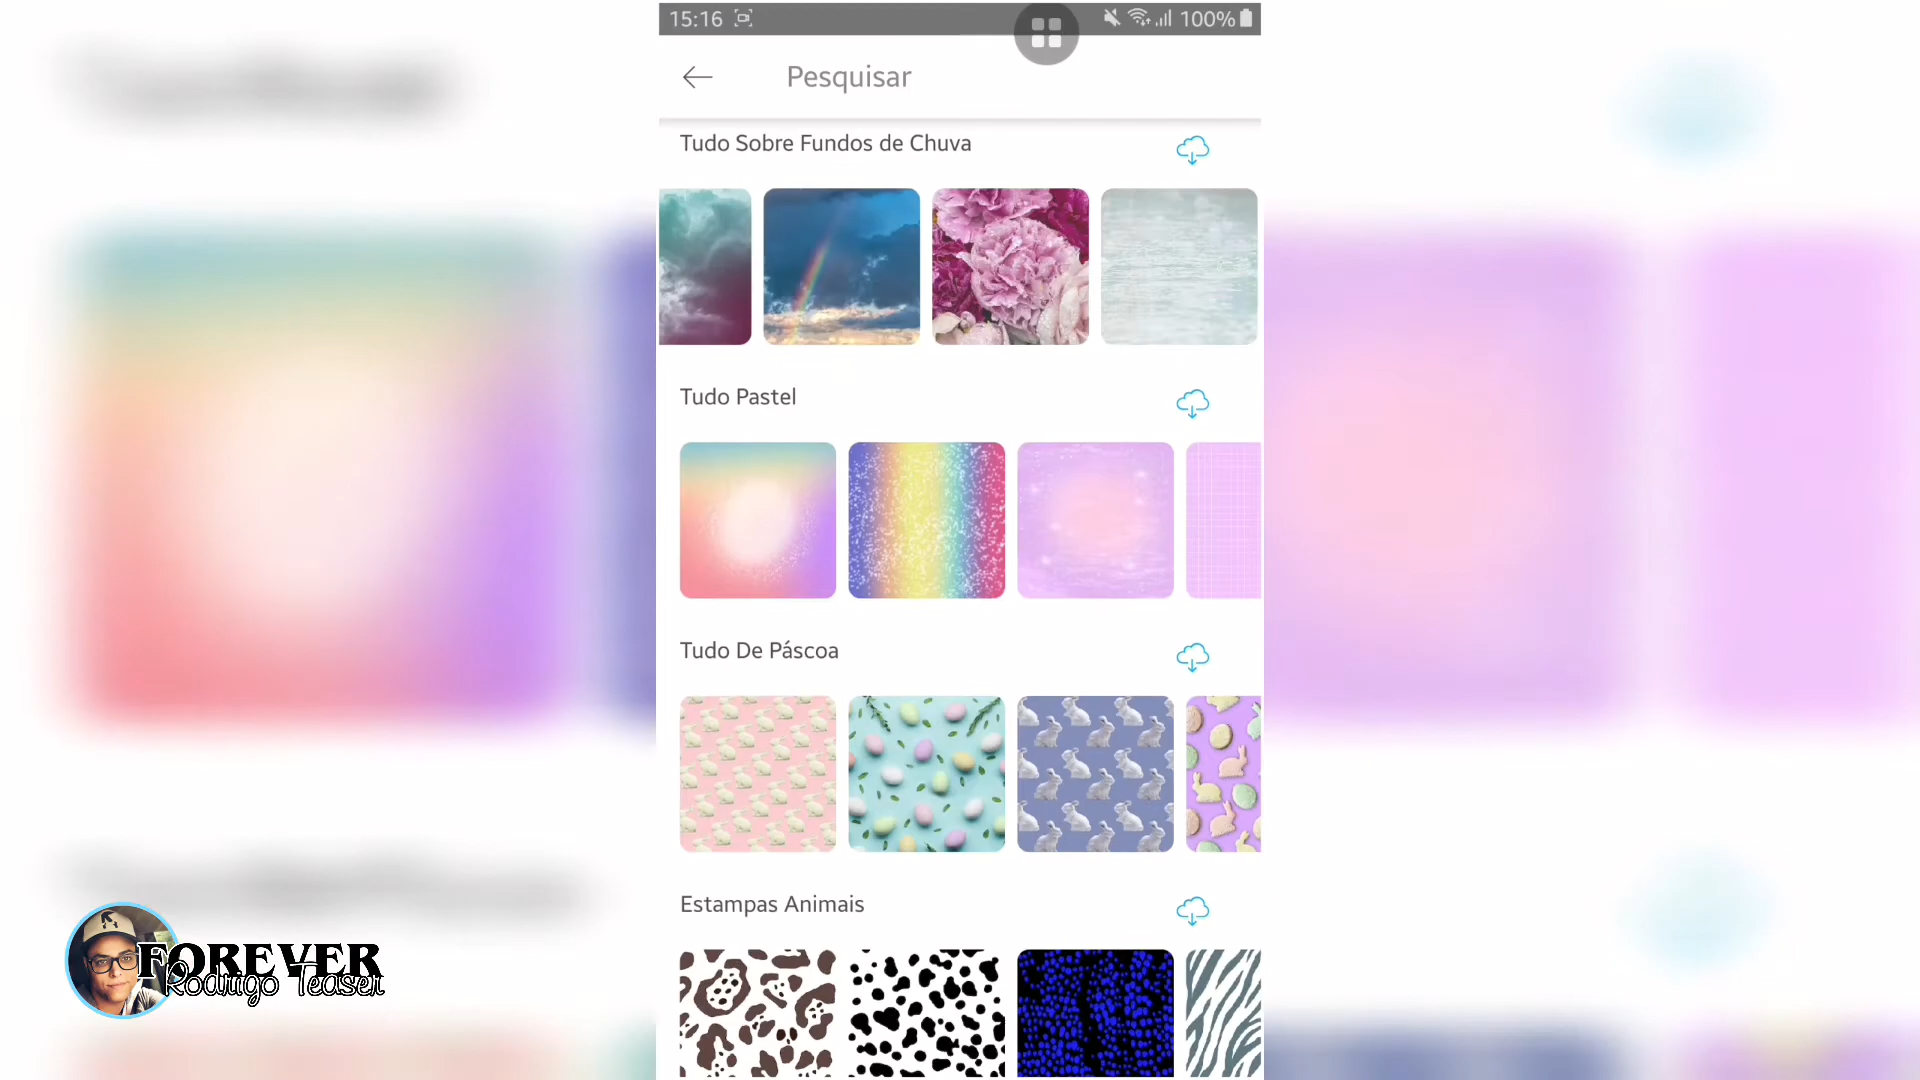 15:16
100%
Pesquisar
Tudo Sobre Fundos de Chuva
Tudo Pastel
Tudo De Páscoa
Estampas Animais
FOREVER
Rodrigo Teaser